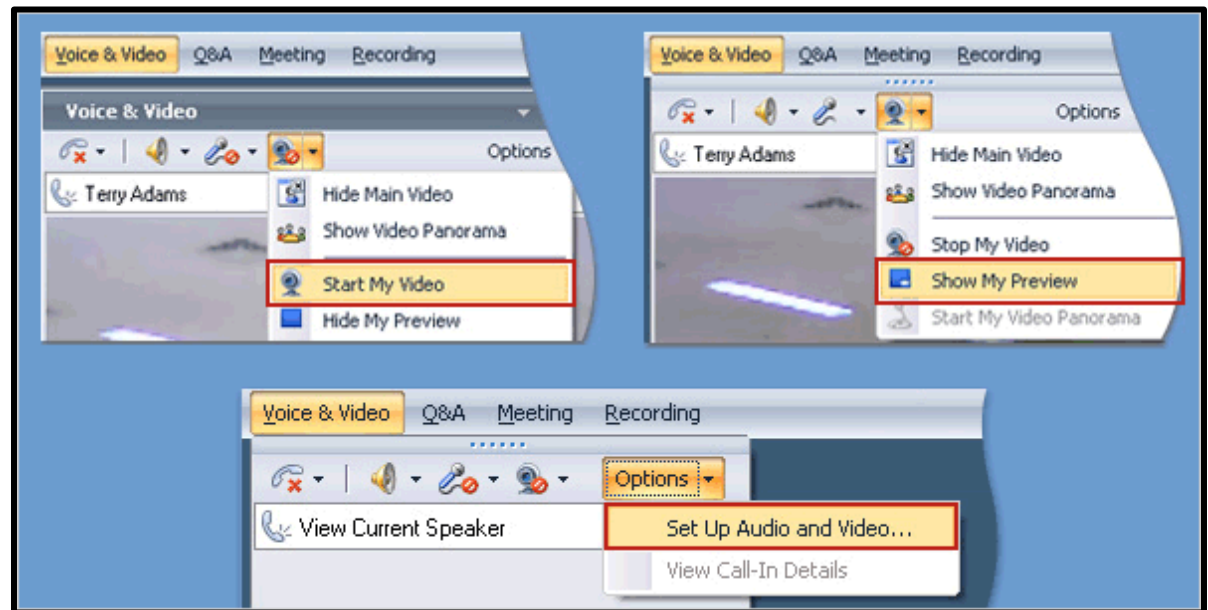 Voice & Video Q&A Meeting Recording
Voice & Video
Options
Terry Adams
Hide Main Video
Show Video Panorama
Start My Video
Hide My Preview
Voice & Video Q&A Meeting Recording
Options
Terry Adams
Hide Main Video
Show Video Panorama
Stop My Video
Show My Preview
Start My Video Panorama
Voice & Video Q&A Meeting Recording
Options
View Current Speaker
Set Up Audio and Video...
View Call-In Details